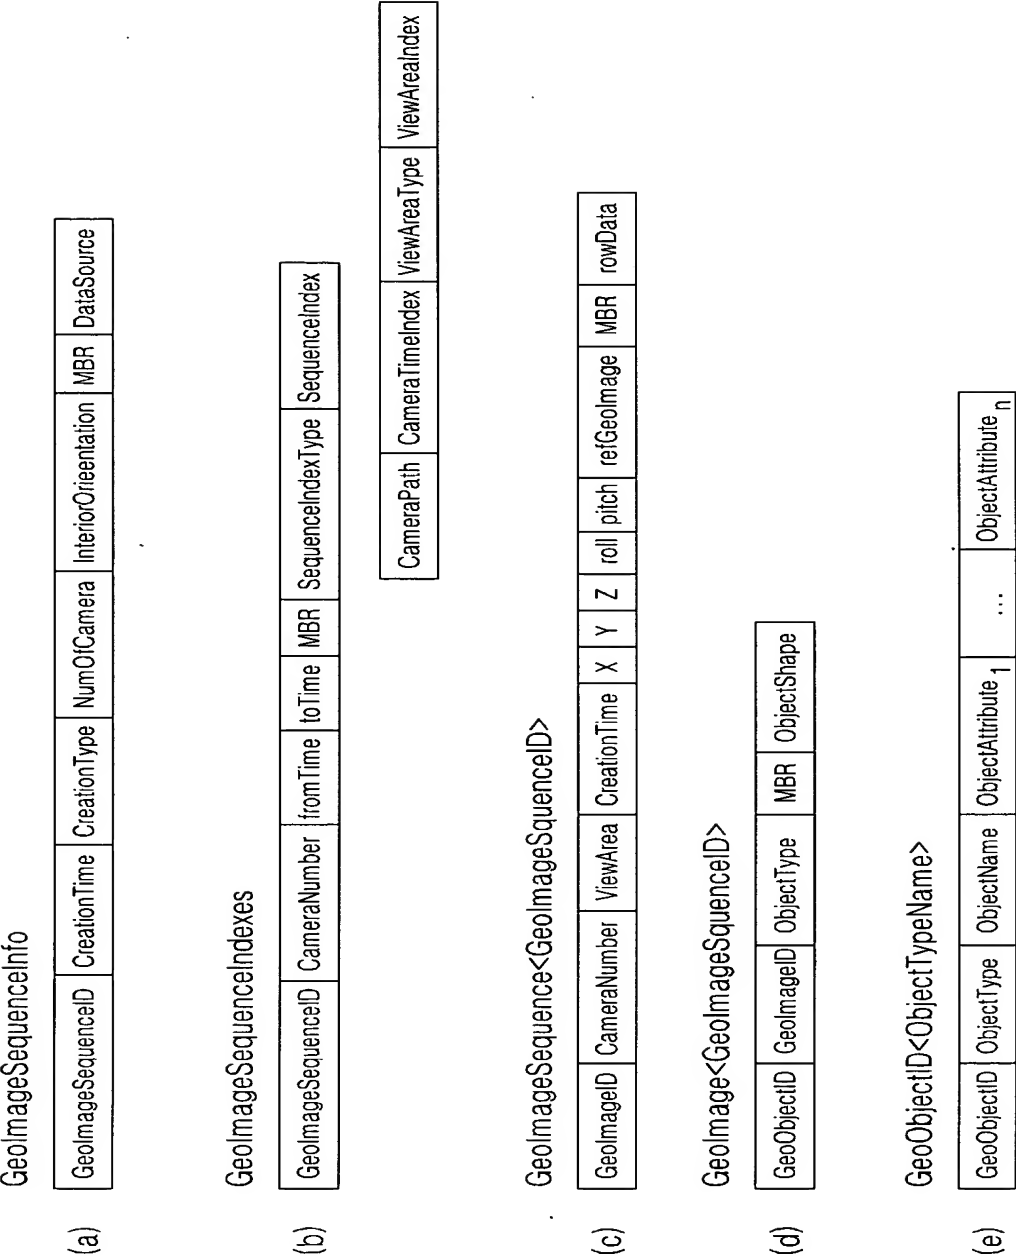 GeoImageSequenceInfo
(a) GeoImageSequenceID CreationTime CreationType NumOfCamera InteriorOrieentation MBR DataSource
GeoImageSequenceIndexes
(b) GeoImageSequenceID CameraNumber fromTime toTime MBR SequenceIndexType SequenceIndex
CameraPath CameraTimeIndex ViewAreaType ViewAreaIndex
GeoImageSequence<GeoImageSquenceID>
(c) GeoImageID CameraNumber ViewArea CreationTime X Y Z roll pitch refGeoImage MBR rowData
GeoImage<GeoImageSquenceID>
(d) GeoObjectID GeoImageID ObjectType MBR ObjectShape
GeoObjectID<ObjectTypeName>
(e) GeoObjectID ObjectType ObjectName ObjectAttribute1 ... ObjectAttributen